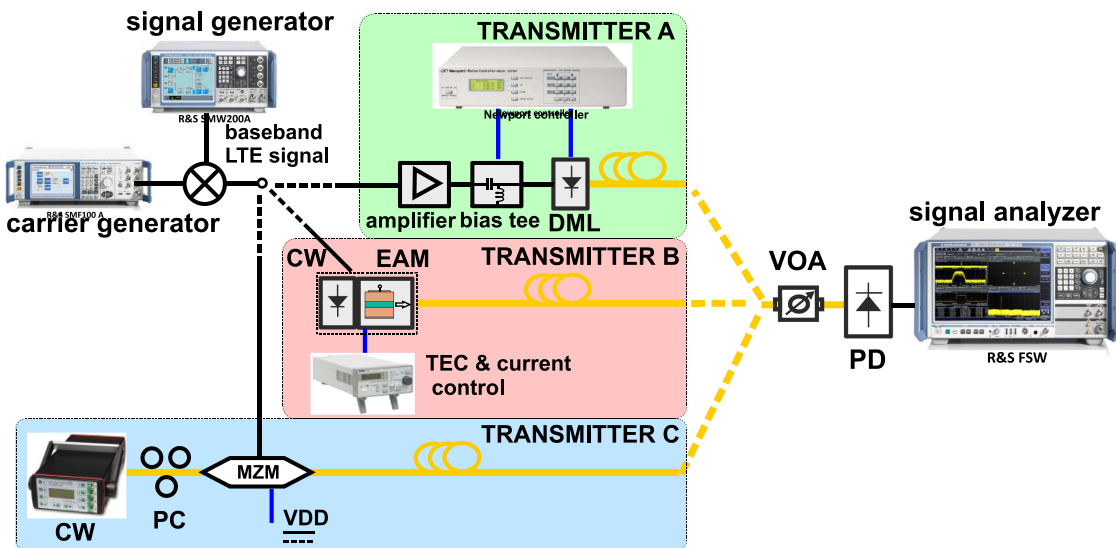 signal generator
R&S SMW200A
baseband
LTE signal
R&S SMF100 A
carrier generator
TRANSMITTER A
Newport controller
amplifier
bias tee
DML
CW
EAM
TRANSMITTER B
TEC & current
control
TRANSMITTER C
MZM
CW
PC
VDD
VOA
PD
signal analyzer
R&S FSW